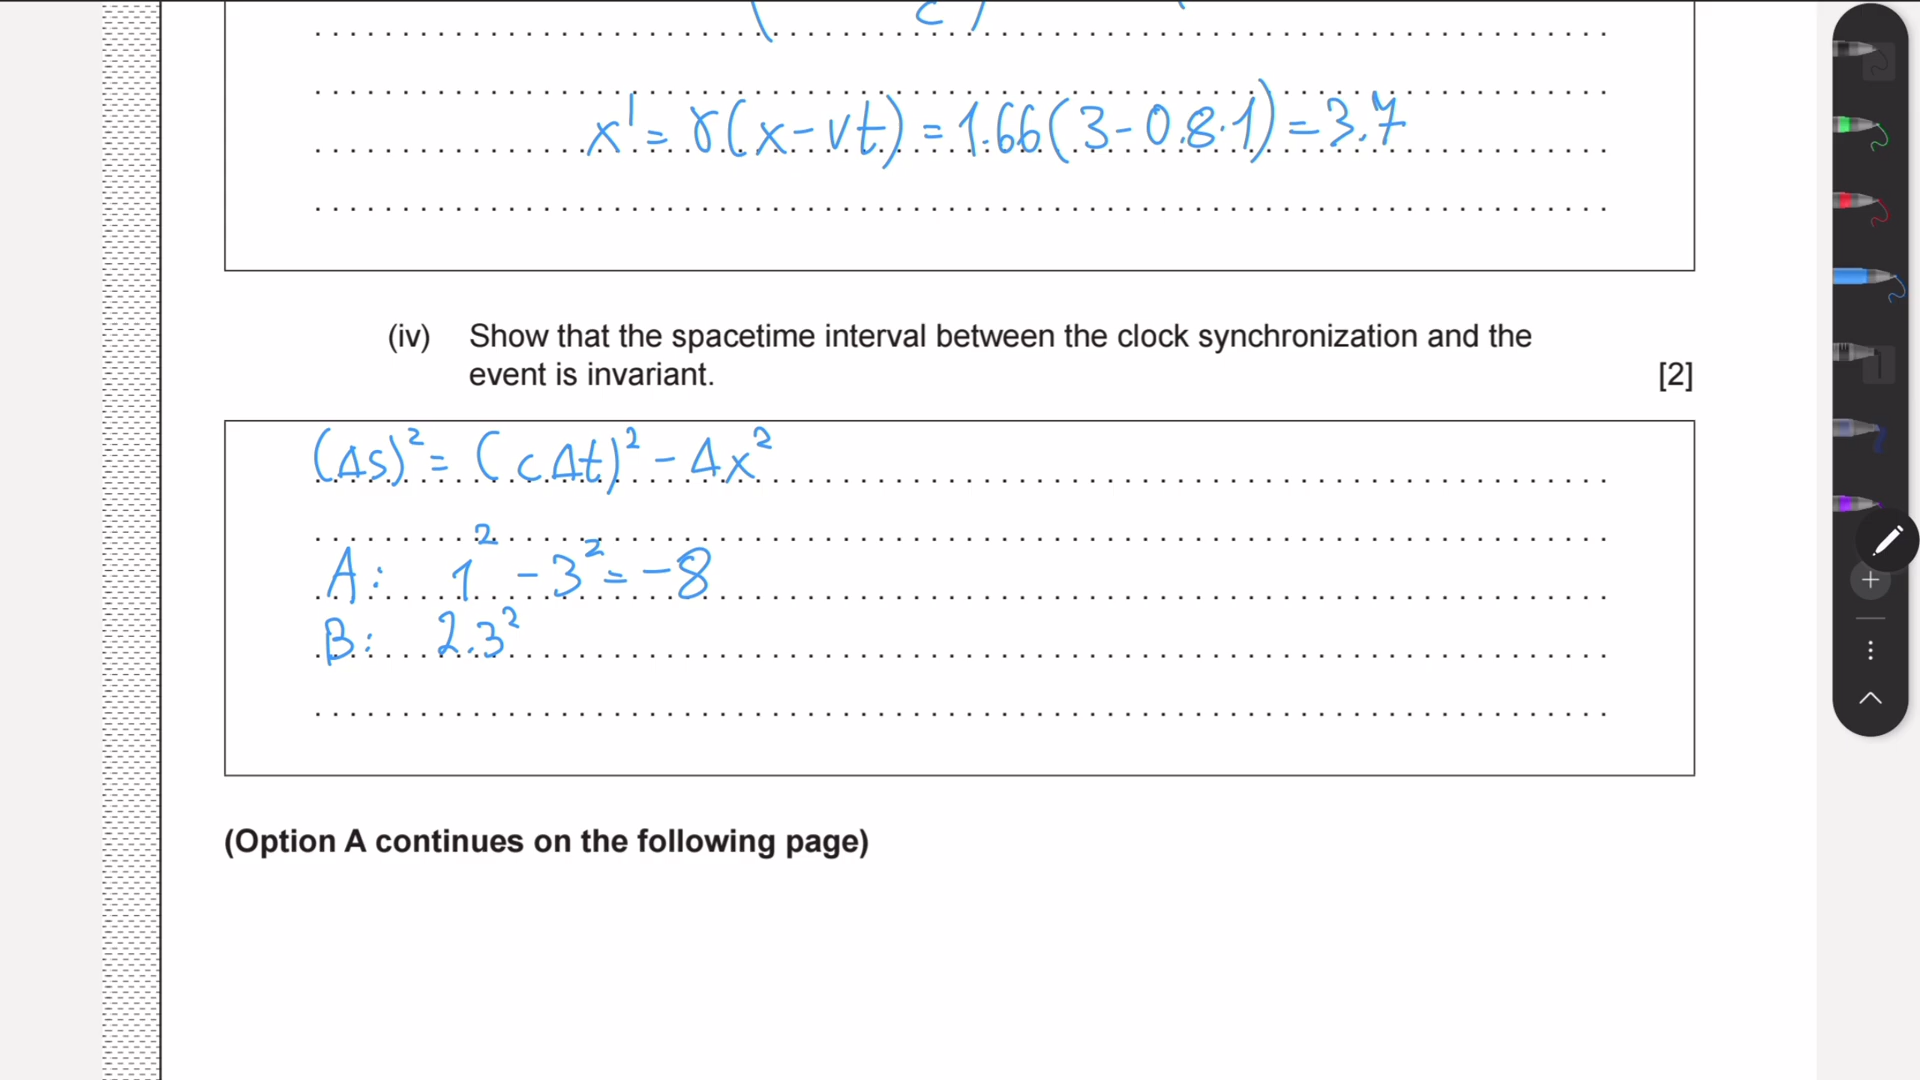 c
x' = γ(x-vt) = 1.66(3-0.8·1) = 3.7
(iv) Show that the spacetime interval between the clock synchronization and the
event is invariant. [2]
(Δs)² = (cΔt)² - Δx²
A: 1² - 3² = -8
B: 2.3²
(Option A continues on the following page)